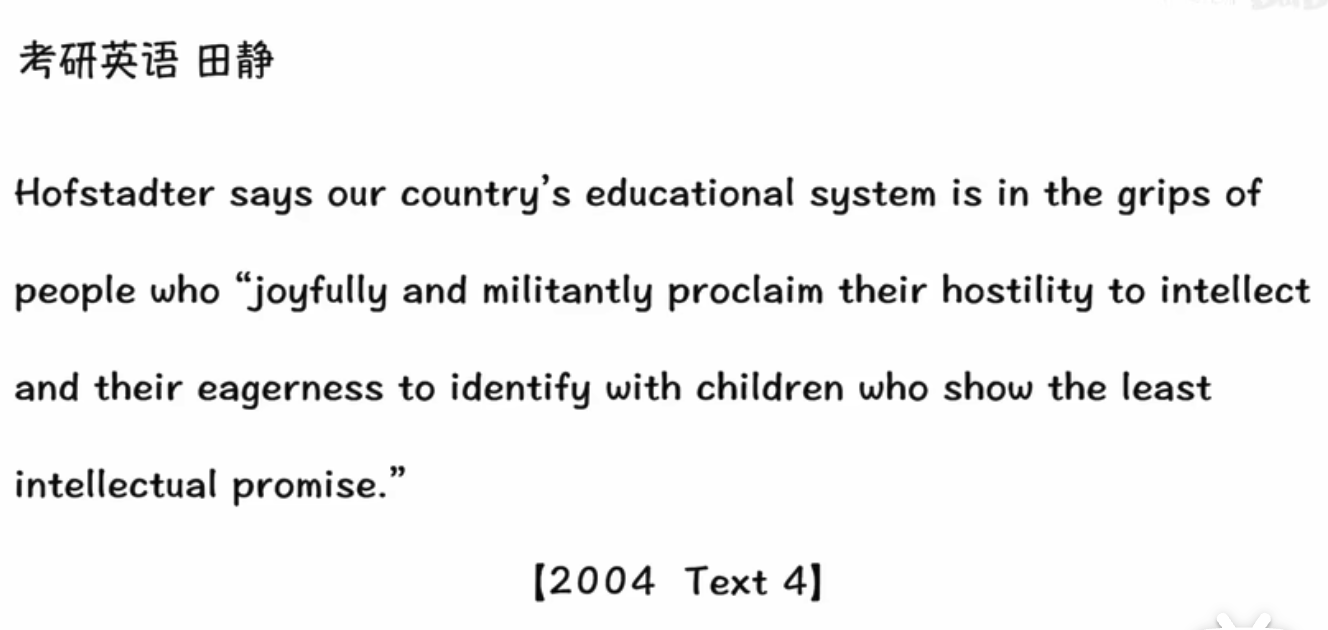 考研英语 田静
Hofstadter says our country’s educational system is in the grips of
people who “joyfully and militantly proclaim their hostility to intellect
and their eagerness to identify with children who show the least
intellectual promise.”
【2004 Text 4】